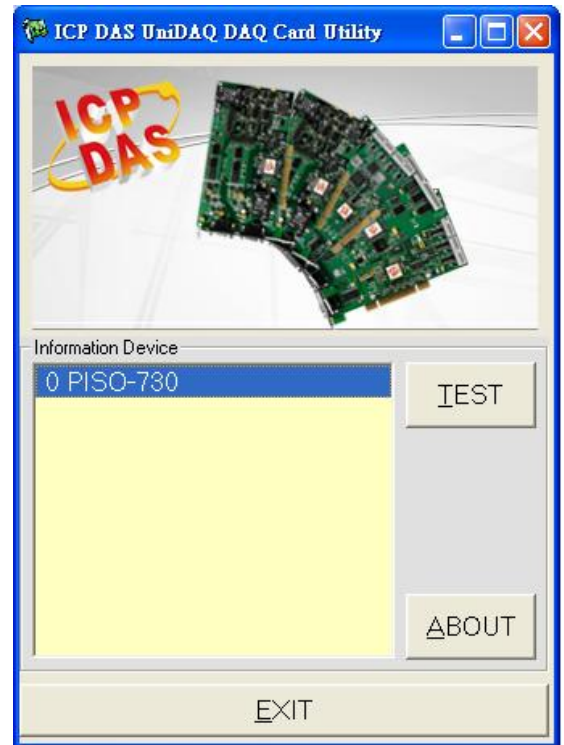 ICP DAS UniDAQ DAQ Card Utility
ICP
DAS
Information Device
0 PISO-730
TEST
ABOUT
EXIT